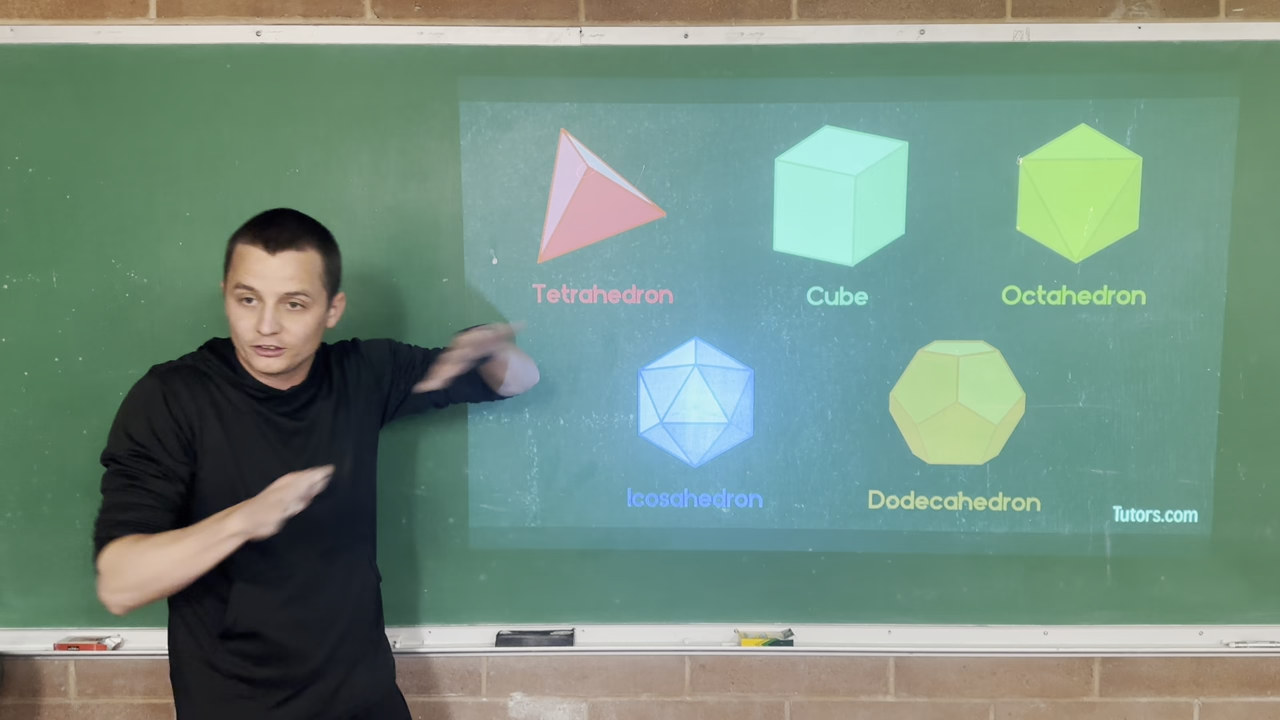 Tetrahedron
Cube
Octahedron
Icosahedron
Dodecahedron
Tutors.com